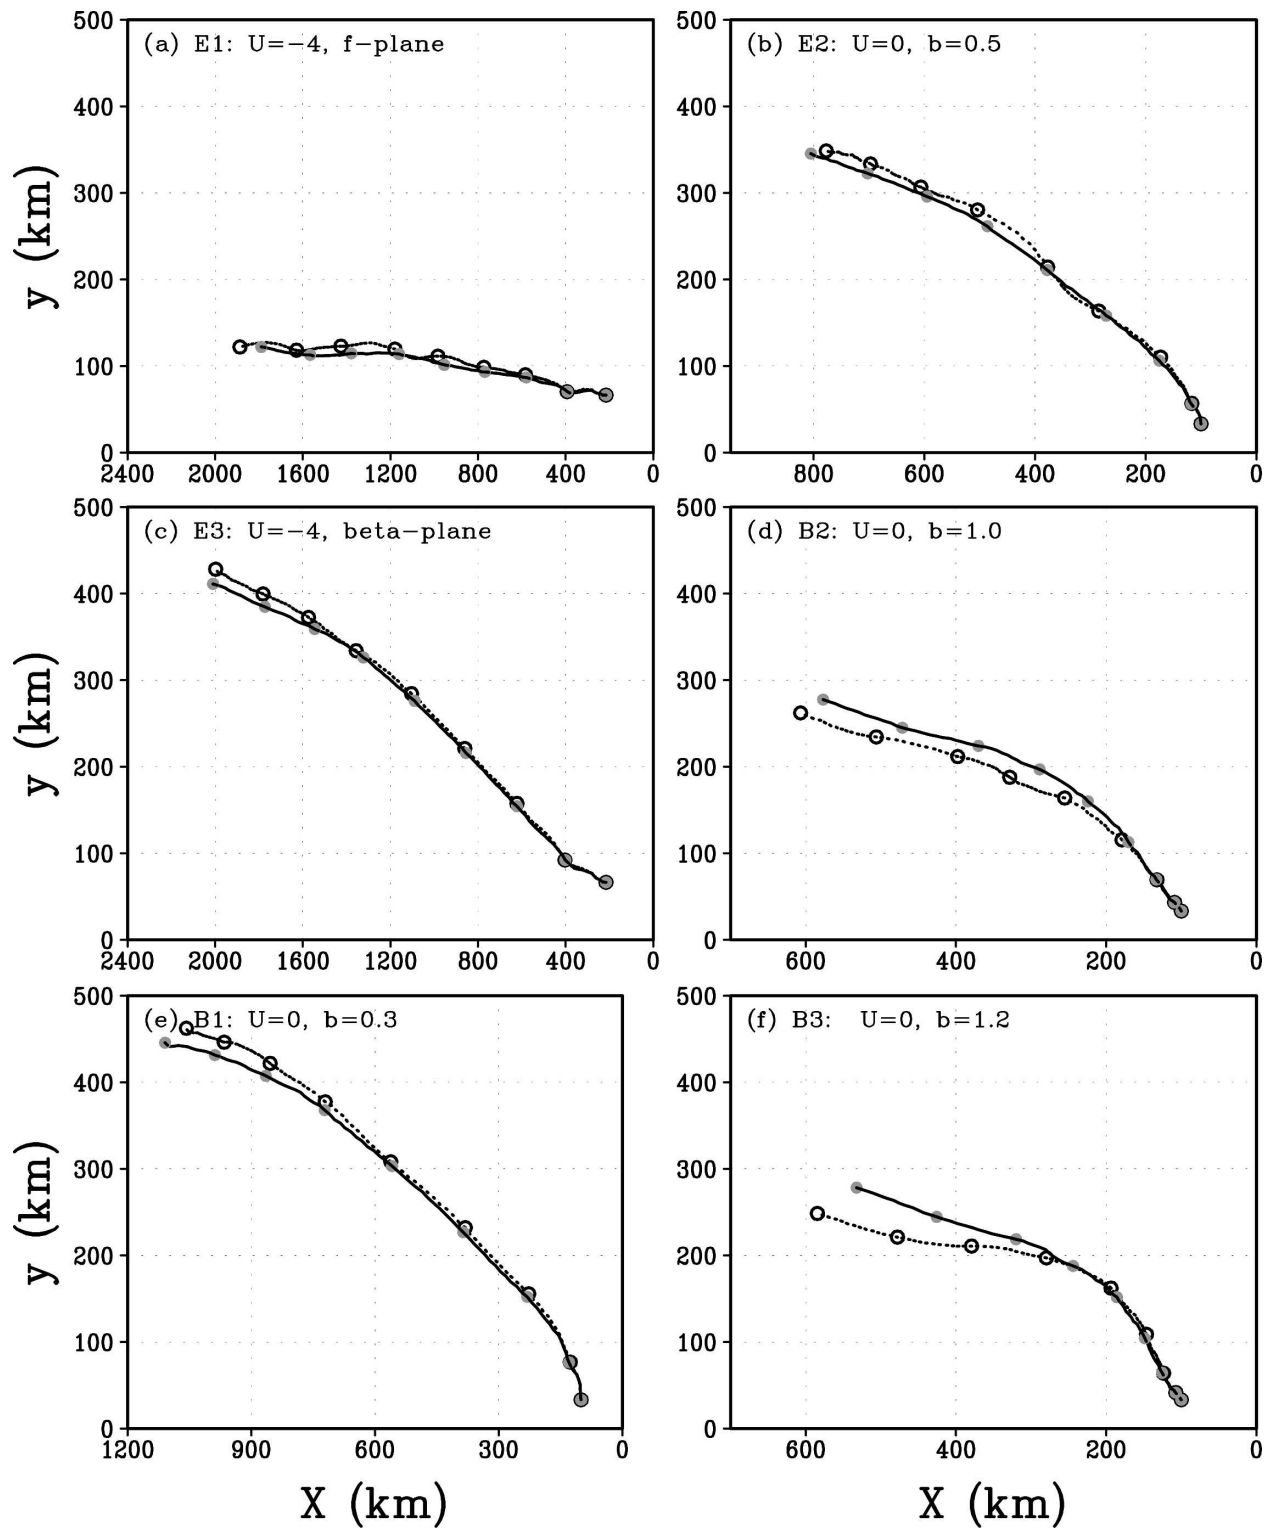 (a) E1: U=−4, f−plane
500
400
300
200
100
0
y (km)
2400 2000 1600 1200 800 400 0
(b) E2: U=0, b=0.5
500
400
300
200
100
0
800 600 400 200 0
(c) E3: U=−4, beta−plane
500
400
300
200
100
0
y (km)
2400 2000 1600 1200 800 400 0
(d) B2: U=0, b=1.0
500
400
300
200
100
0
600 400 200 0
(e) B1: U=0, b=0.3
500
400
300
200
100
0
y (km)
1200 900 600 300 0
X (km)
(f) B3: U=0, b=1.2
500
400
300
200
100
0
600 400 200 0
X (km)